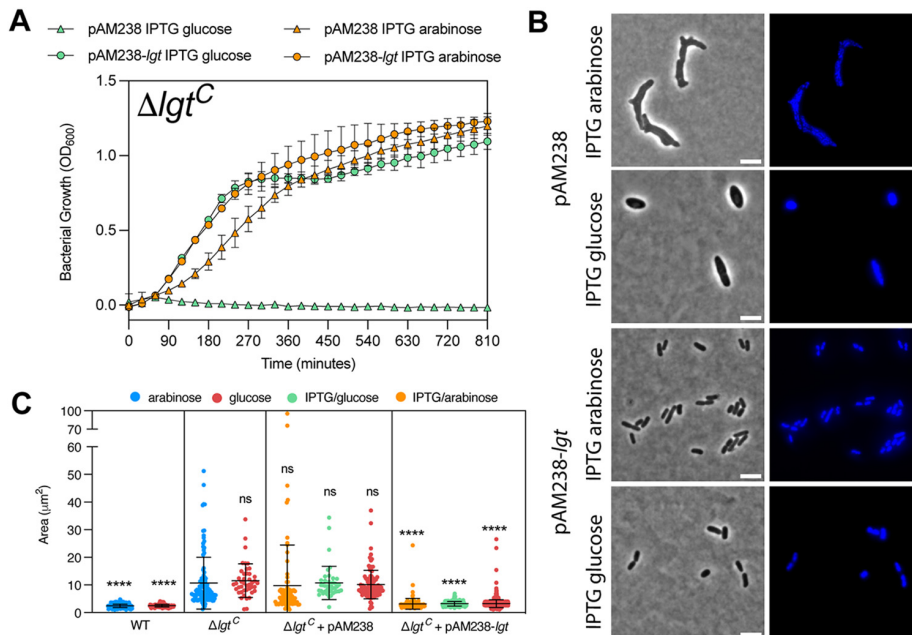 A
pAM238 IPTG glucose
pAM238 IPTG arabinose
pAM238-lgt IPTG glucose
pAM238-lgt IPTG arabinose
ΔlgtC
Bacterial Growth (OD600)
1.5
1.0
0.5
0.0
0 90 180 270 360 450 540 630 720 810
Time (minutes)
B
pAM238
IPTG arabinose
IPTG glucose
pAM238-lgt
IPTG arabinose
IPTG glucose
C
arabinose glucose IPTG/glucose IPTG/arabinose
Area (µm2)
100
70
60
50
40
30
20
10
0
**** ****
ns
ns ns ns
**** **** ****
WT
ΔlgtC
ΔlgtC + pAM238
ΔlgtC + pAM238-lgt